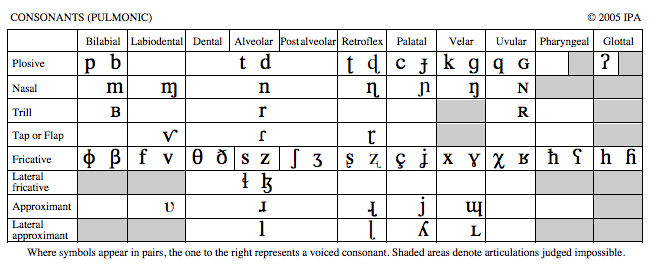 CONSONANTS (PULMONIC) © 2005 IPA
Bilabial Labiodental Dental Alveolar Postalveolar Retroflex Palatal Velar Uvular Pharyngeal Glottal
Plosive p b t d ʈ ɖ c ɟ k ɡ q ɢ ʔ
Nasal m ɱ n ɳ ɲ ŋ ɴ
Trill ʙ r ʀ
Tap or Flap ⱱ ɾ ɽ
Fricative ɸ β f v θ ð s z ʃ ʒ ʂ ʐ ç ʝ x ɣ χ ʁ ħ ʕ h ɦ
Lateral
fricative ɬ ɮ
Approximant ʋ ɹ ɻ j ɰ
Lateral
approximant l ɭ ʎ ʟ
Where symbols appear in pairs, the one to the right represents a voiced consonant. Shaded areas denote articulations judged impossible.